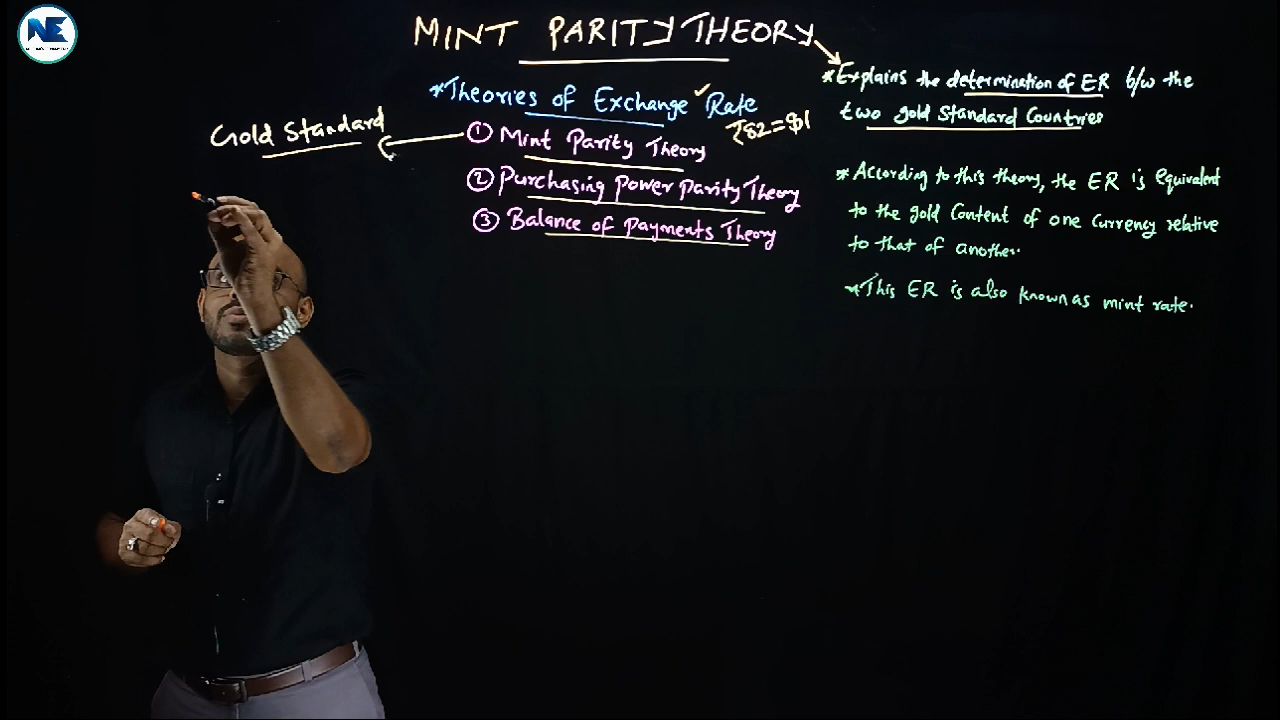 NE
MINT PARITY THEORY
*Theories of Exchange Rate
₹82=$1
Gold Standard
① Mint Parity Theory
② Purchasing Power Parity Theory
③ Balance of Payments Theory
*Explains the determination of ER b/w the
two gold Standard Countries
* According to this theory, the ER is equivalent
to the gold Content of one currency relative
to that of another.
*This ER is also known as mint rate.